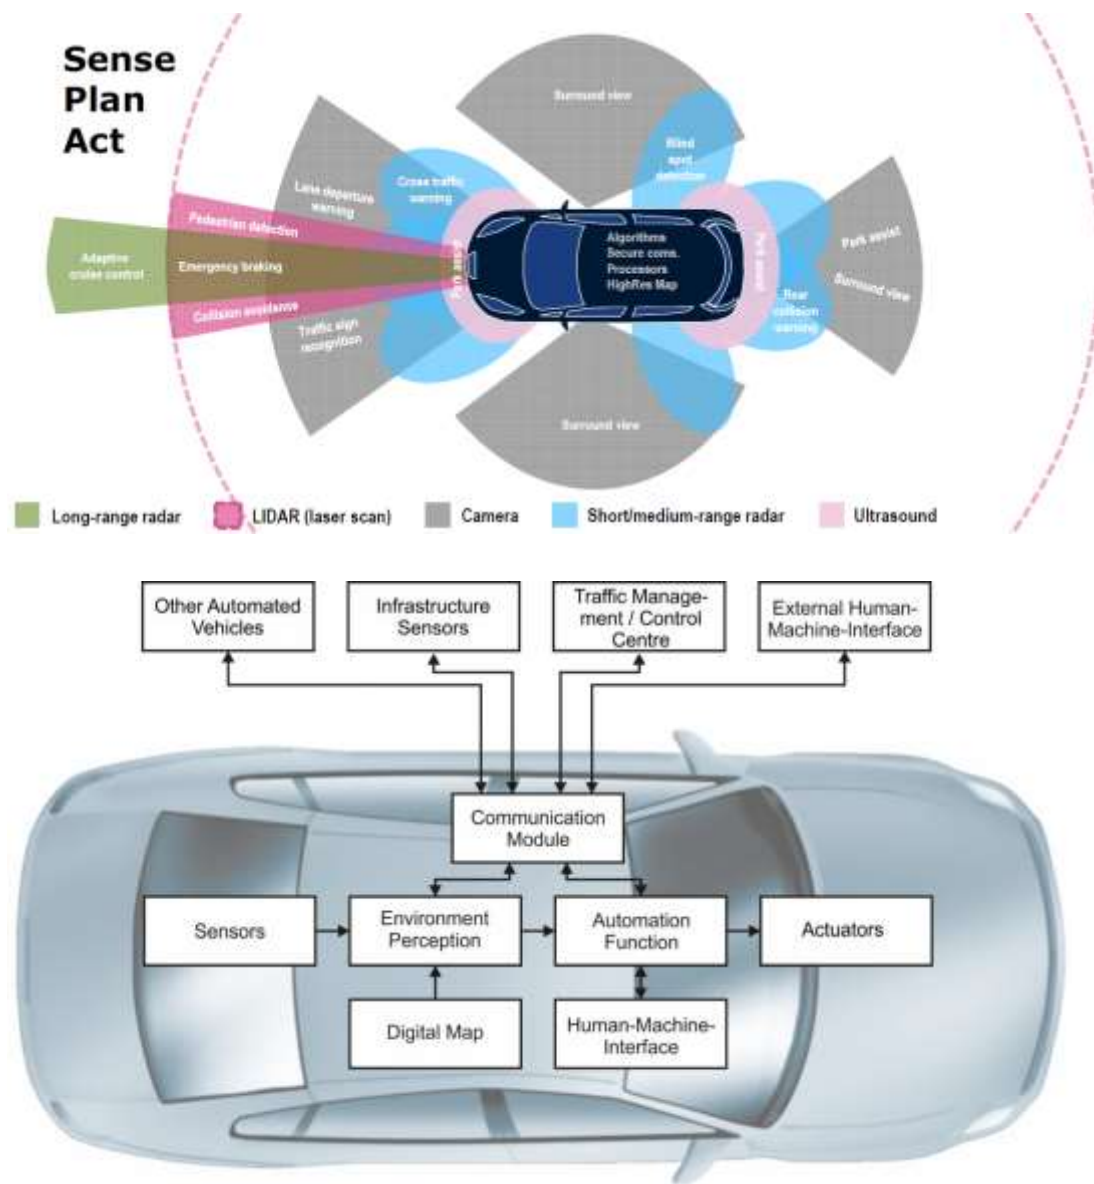 Sense
Plan
Act
Surround view
Blind
spot
detection
Lane departure
warning
Cross traffic
warning
Pedestrian detection
Adaptive
cruise control
Emergency braking
Collision avoidance
Traffic sign
recognition
Park assist
Algorithms
Secure coms.
Processors
HighRes Map
Park assist
Rear
collision
warning
Park assist
Surround view
Surround view
Long-range radar
LIDAR (laser scan)
Camera
Short/medium-range radar
Ultrasound
Other Automated
Vehicles
Infrastructure
Sensors
Traffic Manage-
ment / Control
Centre
External Human-
Machine-Interface
Communication
Module
Sensors
Environment
Perception
Automation
Function
Actuators
Digital Map
Human-Machine-
Interface